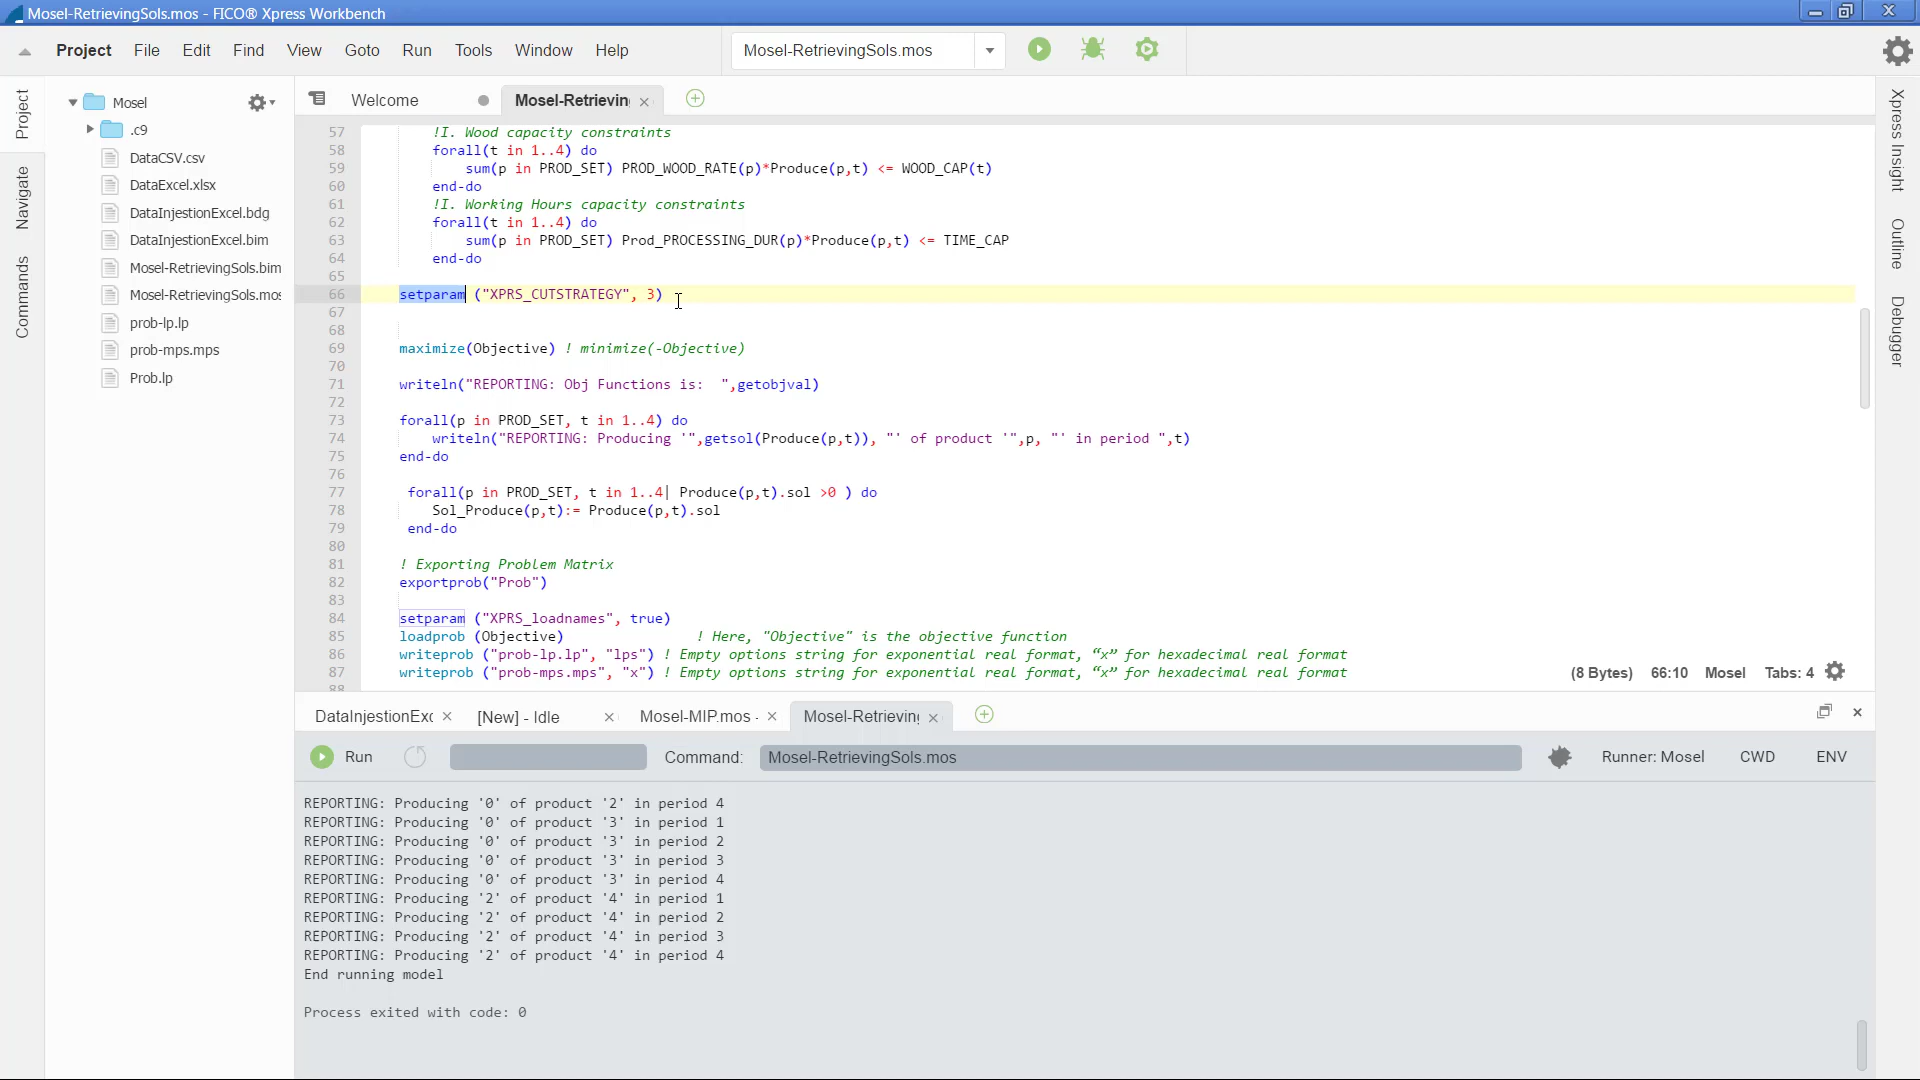 Mosel-RetrievingSols.mos - FICO® Xpress Workbench
Project File Edit Find View Goto Run Tools Window Help
Mosel-RetrievingSols.mos
Project
Navigate
Commands
Mosel
.c9
DataCSV.csv
DataExcel.xlsx
DataInjestionExcel.bdg
DataInjestionExcel.bim
Mosel-RetrievingSols.bim
Mosel-RetrievingSols.mos
prob-lp.lp
prob-mps.mps
Prob.lp
Welcome Mosel-Retrievin
57 !I. Wood capacity constraints
58 forall(t in 1..4) do
59 sum(p in PROD_SET) PROD_WOOD_RATE(p)*Produce(p,t) <= WOOD_CAP(t)
60 end-do
61 !I. Working Hours capacity constraints
62 forall(t in 1..4) do
63 sum(p in PROD_SET) Prod_PROCESSING_DUR(p)*Produce(p,t) <= TIME_CAP
64 end-do
65
66 setparam ("XPRS_CUTSTRATEGY", 3)
67
68
69 maximize(Objective) ! minimize(-Objective)
70
71 writeln("REPORTING: Obj Functions is:  ",getobjval)
72
73 forall(p in PROD_SET, t in 1..4) do
74 writeln("REPORTING: Producing '",getsol(Produce(p,t)), "' of product '",p, "' in period ",t)
75 end-do
76
77 forall(p in PROD_SET, t in 1..4| Produce(p,t).sol >0 ) do
78 Sol_Produce(p,t):= Produce(p,t).sol
79 end-do
80
81 ! Exporting Problem Matrix
82 exportprob("Prob")
83
84 setparam ("XPRS_loadnames", true)
85 loadprob (Objective) ! Here, "Objective" is the objective function
86 writeprob ("prob-lp.lp", "lps") ! Empty options string for exponential real format, “x” for hexadecimal real format
87 writeprob ("prob-mps.mps", "x") ! Empty options string for exponential real format, “x” for hexadecimal real format
88
(8 Bytes) 66:10 Mosel Tabs: 4
Xpress Insight
Outline
Debugger
DataInjestionExc [New] - Idle Mosel-MIP.mos - Mosel-Retrieving
Run Command: Mosel-RetrievingSols.mos Runner: Mosel CWD ENV
REPORTING: Producing '0' of product '2' in period 4
REPORTING: Producing '0' of product '3' in period 1
REPORTING: Producing '0' of product '3' in period 2
REPORTING: Producing '0' of product '3' in period 3
REPORTING: Producing '0' of product '3' in period 4
REPORTING: Producing '2' of product '4' in period 1
REPORTING: Producing '2' of product '4' in period 2
REPORTING: Producing '2' of product '4' in period 3
REPORTING: Producing '2' of product '4' in period 4
End running model
Process exited with code: 0